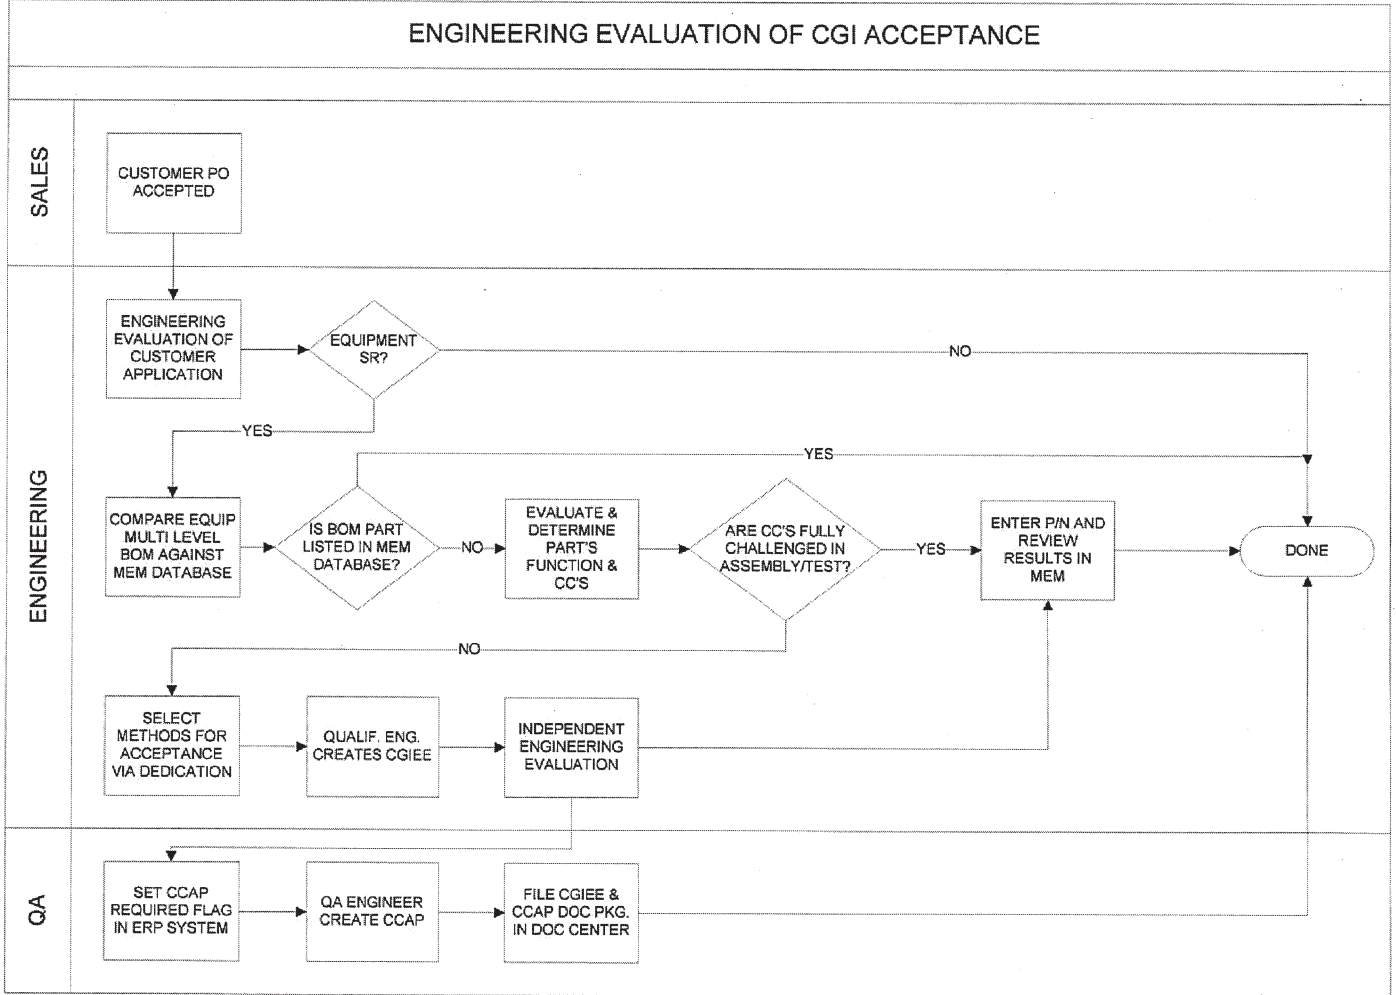 ENGINEERING EVALUATION OF CGI ACCEPTANCE
SALES
CUSTOMER PO
ACCEPTED
ENGINEERING
ENGINEERING
EVALUATION OF
CUSTOMER
APPLICATION
EQUIPMENT
SR?
NO
YES
YES
COMPARE EQUIP
MULTI LEVEL
BOM AGAINST
MEM DATABASE
IS BOM PART
LISTED IN MEM
DATABASE?
NO
EVALUATE &
DETERMINE
PART'S
FUNCTION &
CC'S
ARE CC'S FULLY
CHALLENGED IN
ASSEMBLY/TEST?
YES
ENTER P/N AND
REVIEW
RESULTS IN
MEM
DONE
NO
SELECT
METHODS FOR
ACCEPTANCE
VIA DEDICATION
QUALIF. ENG.
CREATES CGIEE
INDEPENDENT
ENGINEERING
EVALUATION
QA
SET CCAP
REQUIRED FLAG
IN ERP SYSTEM
QA ENGINEER
CREATE CCAP
FILE CGIEE &
CCAP DOC PKG.
IN DOC CENTER